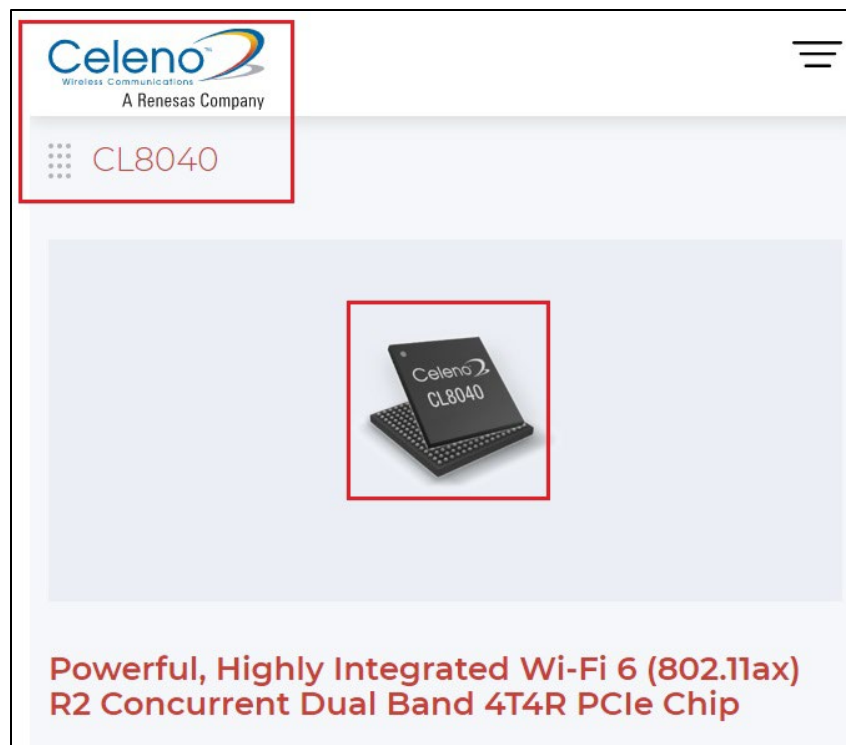 Celeno™
Wireless Communications
A Renesas Company
CL8040
Celeno
CL8040
Powerful, Highly Integrated Wi-Fi 6 (802.11ax)
R2 Concurrent Dual Band 4T4R PCIe Chip